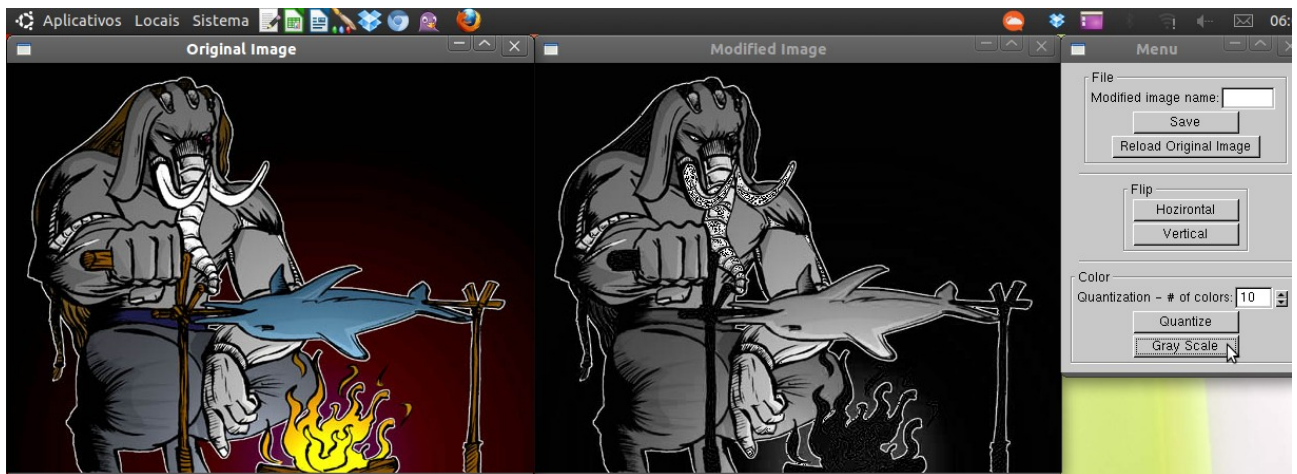 Aplicativos Locais Sistema
06:
Original Image
Modified Image
Menu
File
Modified image name:
Save
Reload Original Image
Flip
Hozirontal
Vertical
Color
Quantization - # of colors: 10
Quantize
Gray Scale